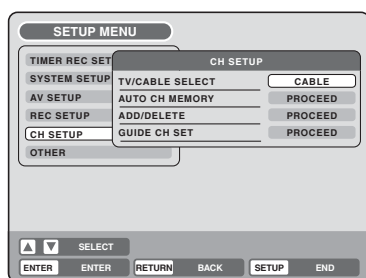 SETUP MENU
TIMER REC SET
CH SETUP
SYSTEM SETUP
TV/CABLE SELECT CABLE
AV SETUP
AUTO CH MEMORY PROCEED
REC SETUP
ADD/DELETE PROCEED
CH SETUP
GUIDE CH SET PROCEED
OTHER
▲ ▼ SELECT
ENTER ENTER RETURN BACK SETUP END